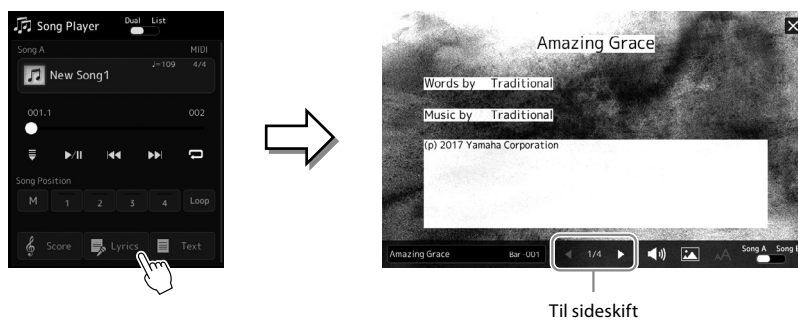 Song Player
Dual List
Song A MIDI
New Song1 ♩=109 4/4
001.1 002
Song Position
M 1 2 3 4 Loop
Score Lyrics Text
Amazing Grace
Words by Traditional
Music by Traditional
(p) 2017 Yamaha Corporation
Amazing Grace Bar : 001 1/4 AA Song A Song B
Til sideskift